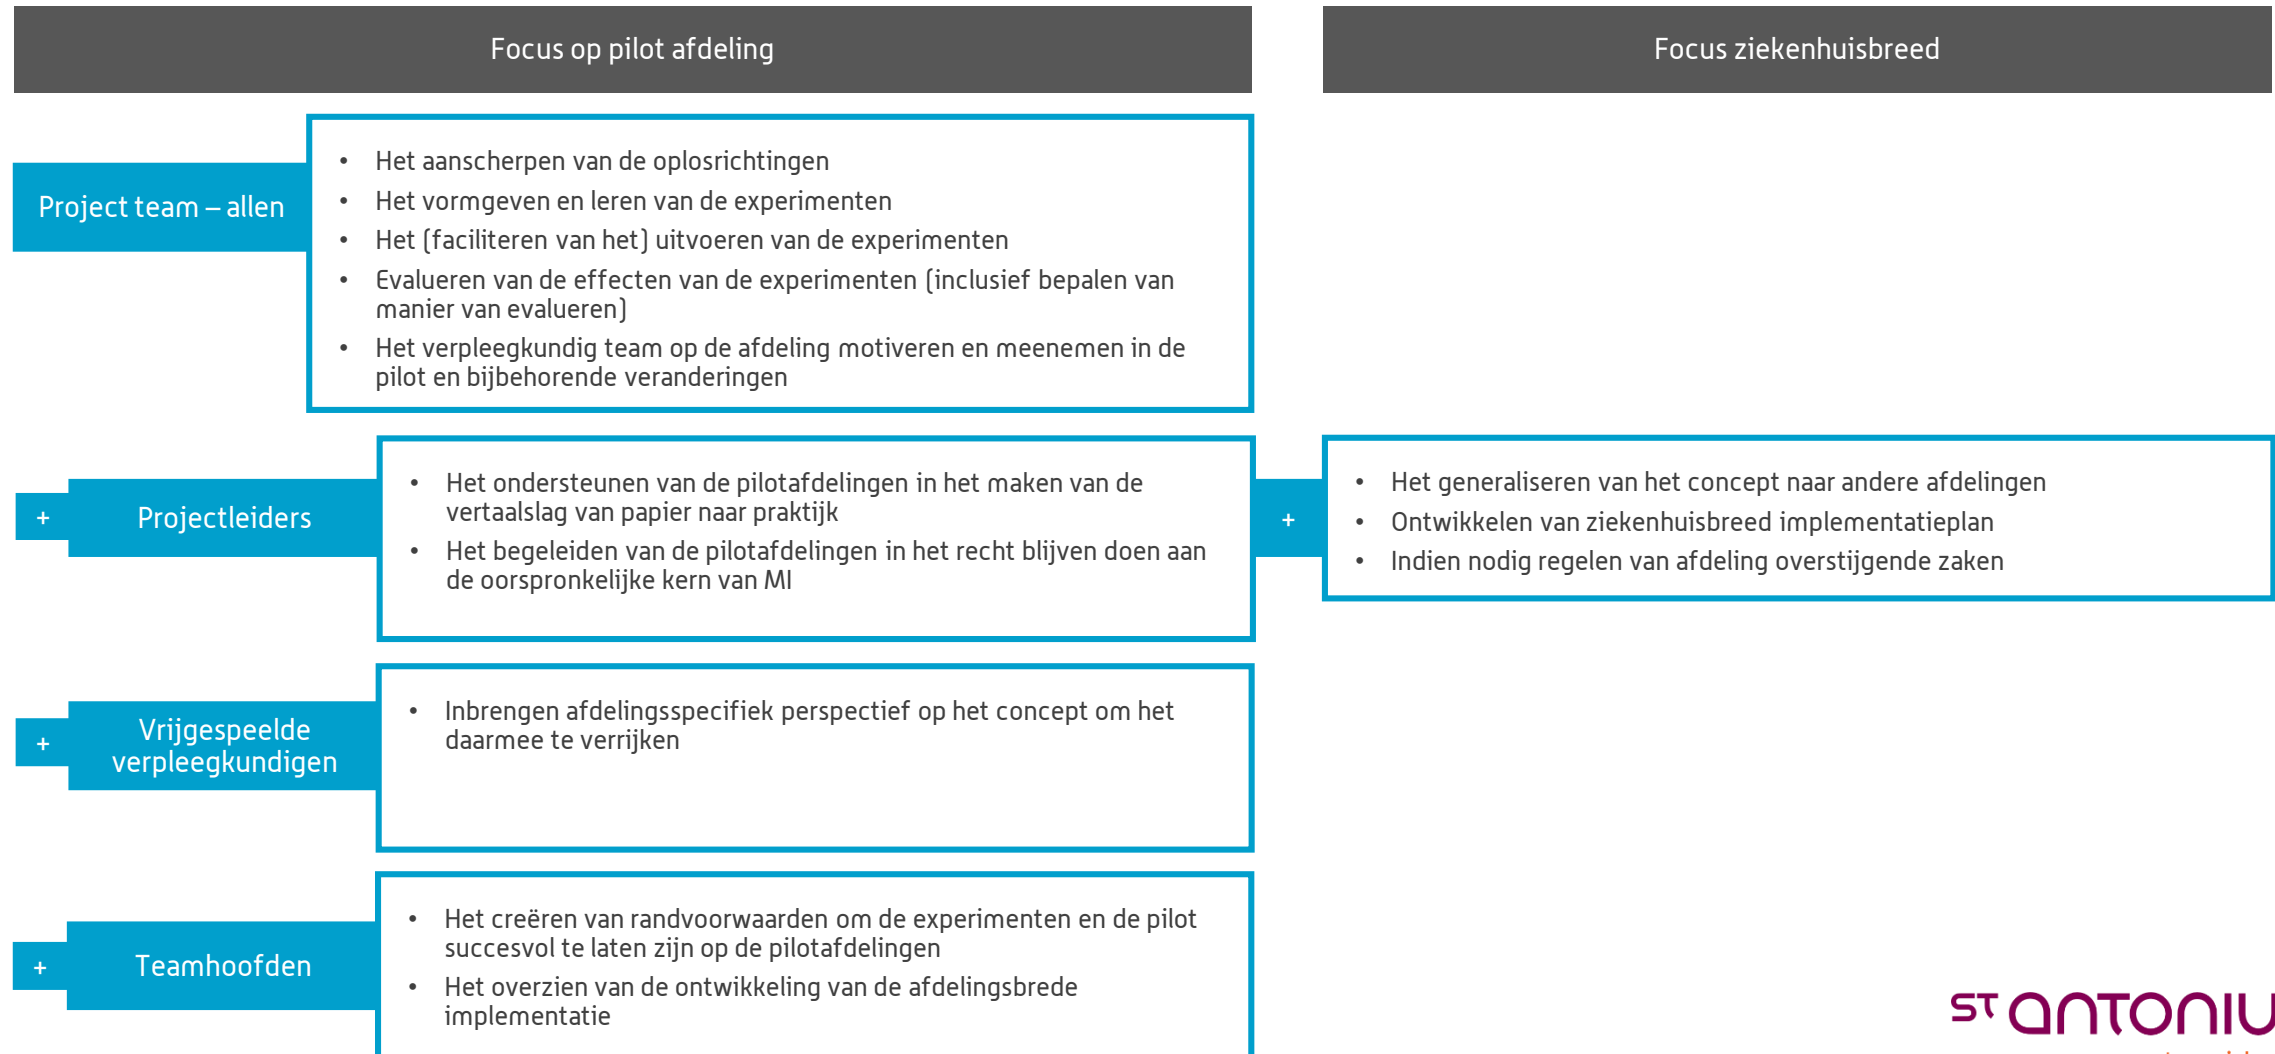 Focus op pilot afdeling
Focus ziekenhuisbreed
Project team – allen
• Het aanscherpen van de oplosrichtingen
• Het vormgeven en leren van de experimenten
• Het (faciliteren van het) uitvoeren van de experimenten
• Evalueren van de effecten van de experimenten (inclusief bepalen van
manier van evalueren)
• Het verpleegkundig team op de afdeling motiveren en meenemen in de
pilot en bijbehorende veranderingen
+
Projectleiders
• Het ondersteunen van de pilotafdelingen in het maken van de
vertaalslag van papier naar praktijk
• Het begeleiden van de pilotafdelingen in het recht blijven doen aan
de oorspronkelijke kern van MI
+
• Het generaliseren van het concept naar andere afdelingen
• Ontwikkelen van ziekenhuisbreed implementatieplan
• Indien nodig regelen van afdeling overstijgende zaken
+
Vrijgespeelde
verpleegkundigen
• Inbrengen afdelingsspecifiek perspectief op het concept om het
daarmee te verrijken
+
Teamhoofden
• Het creëren van randvoorwaarden om de experimenten en de pilot
succesvol te laten zijn op de pilotafdelingen
• Het overzien van de ontwikkeling van de afdelingsbrede
implementatie
ST antoniu